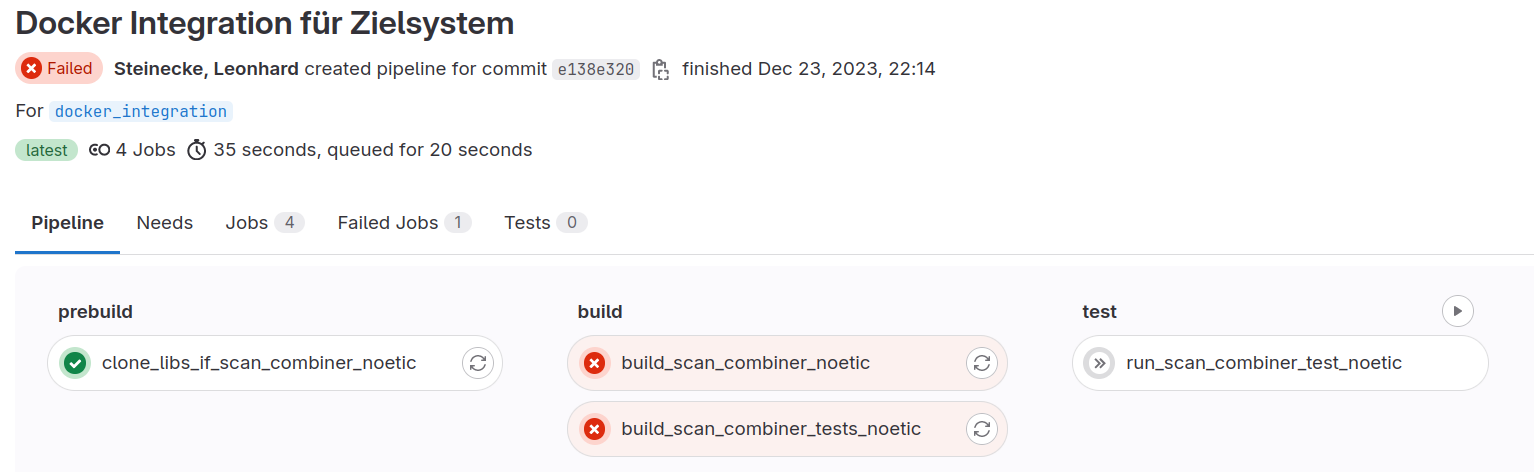 Docker Integration für Zielsystem
Failed Steinecke, Leonhard created pipeline for commit e138e320 finished Dec 23, 2023, 22:14
For docker_integration
latest 4 Jobs 35 seconds, queued for 20 seconds
Pipeline Needs Jobs 4 Failed Jobs 1 Tests 0
prebuild build test
clone_libs_if_scan_combiner_noetic build_scan_combiner_noetic run_scan_combiner_test_noetic
build_scan_combiner_tests_noetic